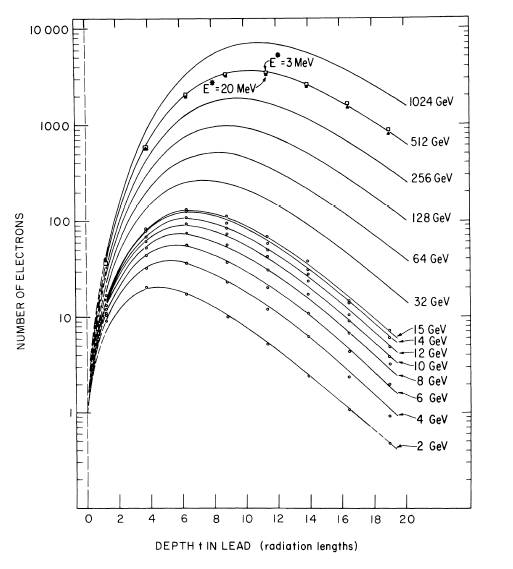 10 000
1000
100
10
1
NUMBER OF ELECTRONS
E = 3 MeV
E = 20 MeV
1024 GeV
512 GeV
256 GeV
128 GeV
64 GeV
32 GeV
15 GeV
14 GeV
12 GeV
10 GeV
8 GeV
6 GeV
4 GeV
2 GeV
0 2 4 6 8 10 12 14 16 18 20
DEPTH t IN LEAD (radiation lengths)